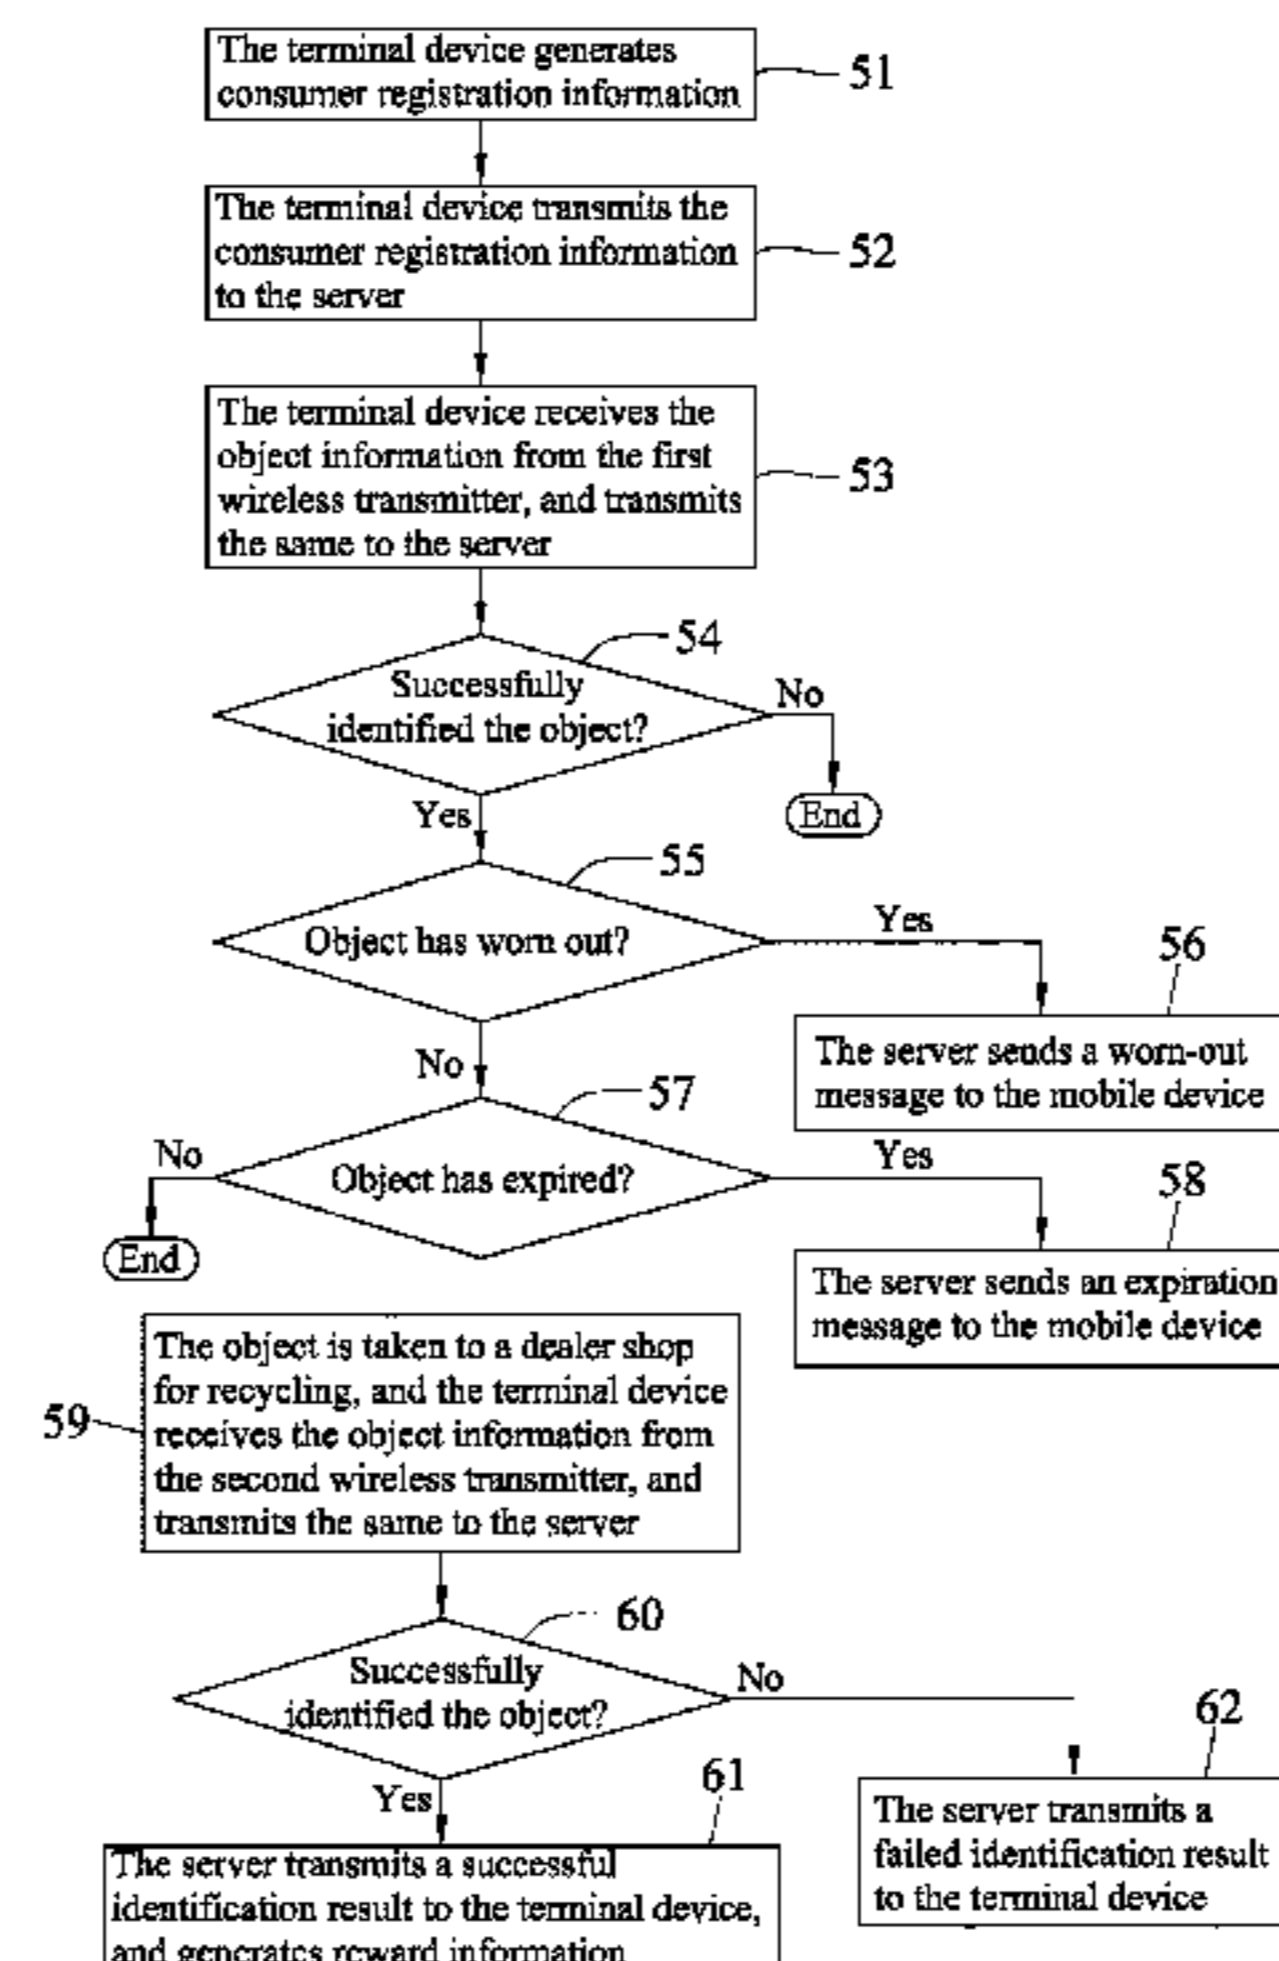 The terminal device generates
consumer registration information
51
The terminal device transmits the
consumer registration information
to the server
52
The terminal device receives the
object information from the first
wireless transmitter, and transmits
the same to the server
53
54
Successfully
identified the object?
No
End
Yes
55
Object has worn out?
Yes
56
The server sends a worn-out
message to the mobile device
No
57
Object has expired?
No
End
Yes
58
The server sends an expiration
message to the mobile device
The object is taken to a dealer shop
for recycling, and the terminal device
receives the object information from
the second wireless transmitter, and
transmits the same to the server
59
60
Successfully
identified the object?
No
62
The server transmits a
failed identification result
to the terminal device
Yes
61
The server transmits a successful
identification result to the terminal device,
and generates reward information